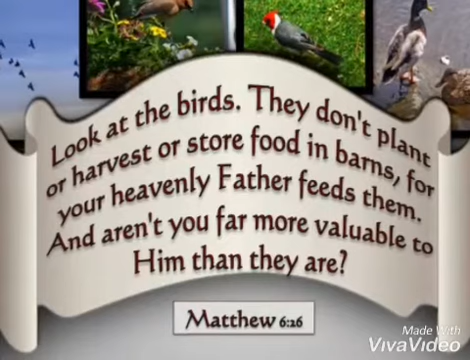 Look at the birds. They don't plant
or harvest or store food in barns, for
your heavenly Father feeds them.
And aren't you far more valuable to
Him than they are?
Matthew 6:26
Made With
VivaVideo